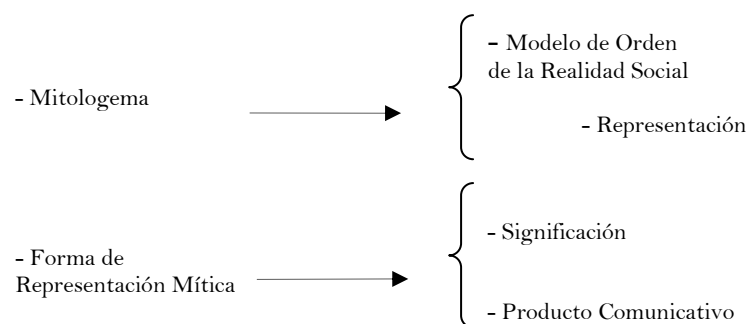 - Mitologema
- Modelo de Orden
de la Realidad Social
- Representación
- Forma de
Representación Mítica
- Significación
- Producto Comunicativo